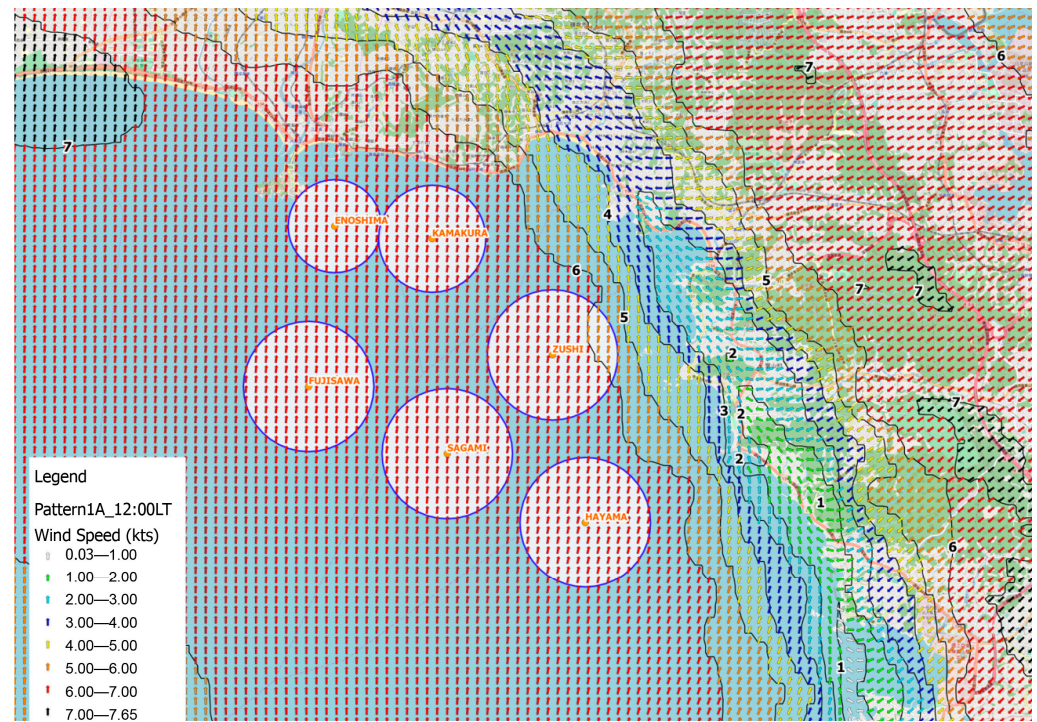 6
7
7
ENOSHIMA
KAMAKURA
4
6
5
7
7
5
ZUSHI
2
FUJISAWA
3
2
7
SAGAMI
2
Legend
1
Pattern1A_12:00LT
HAYAMA
Wind Speed (kts)
6
0.03—1.00
1.00—2.00
2.00—3.00
3.00—4.00
4.00—5.00
1
5.00—6.00
6.00—7.00
7.00—7.65